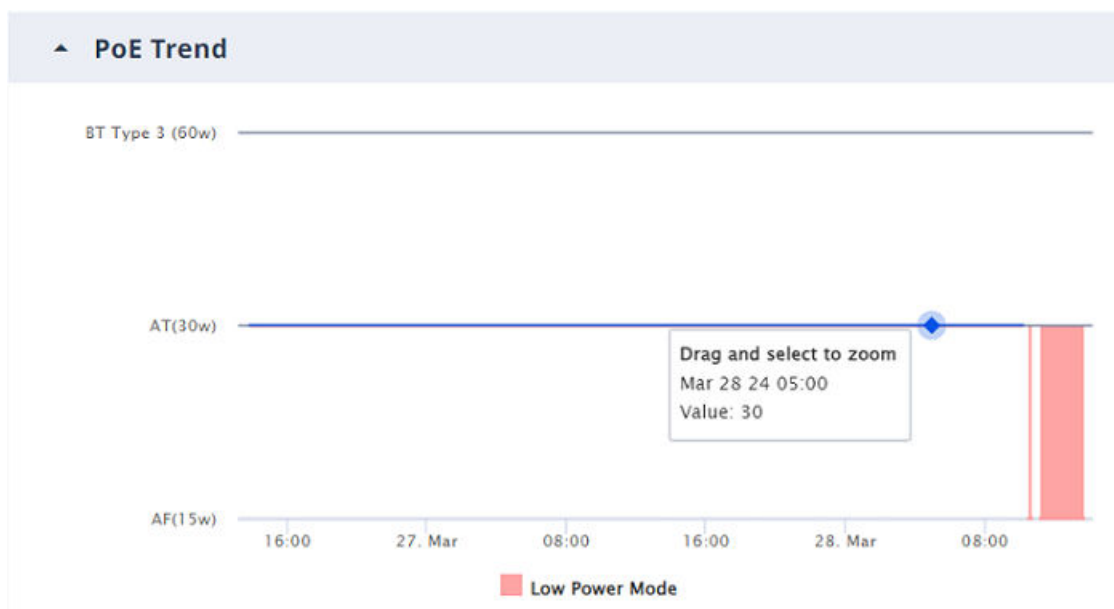 PoE Trend
BT Type 3 (60w)
AT(30w)
Drag and select to zoom
Mar 28 24 05:00
Value: 30
AF(15w)
16:00 27. Mar 08:00 16:00 28. Mar 08:00
Low Power Mode